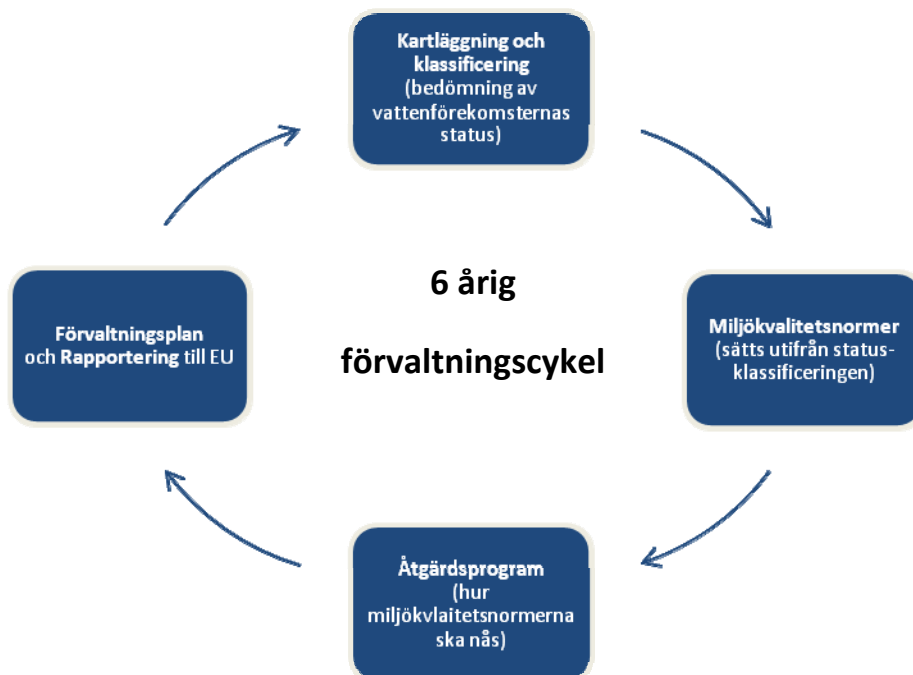 Kartläggning och
klassificering
(bedömning av
vattenförekomsternas
status)
6 årig
förvaltningscykel
Förvaltningsplan
och Rapportering till EU
Miljökvalitetsnormer
(sätts utifrån status-
klassificeringen)
Åtgärdsprogram
(hur
miljökvlaitetsnormerna
ska nås)